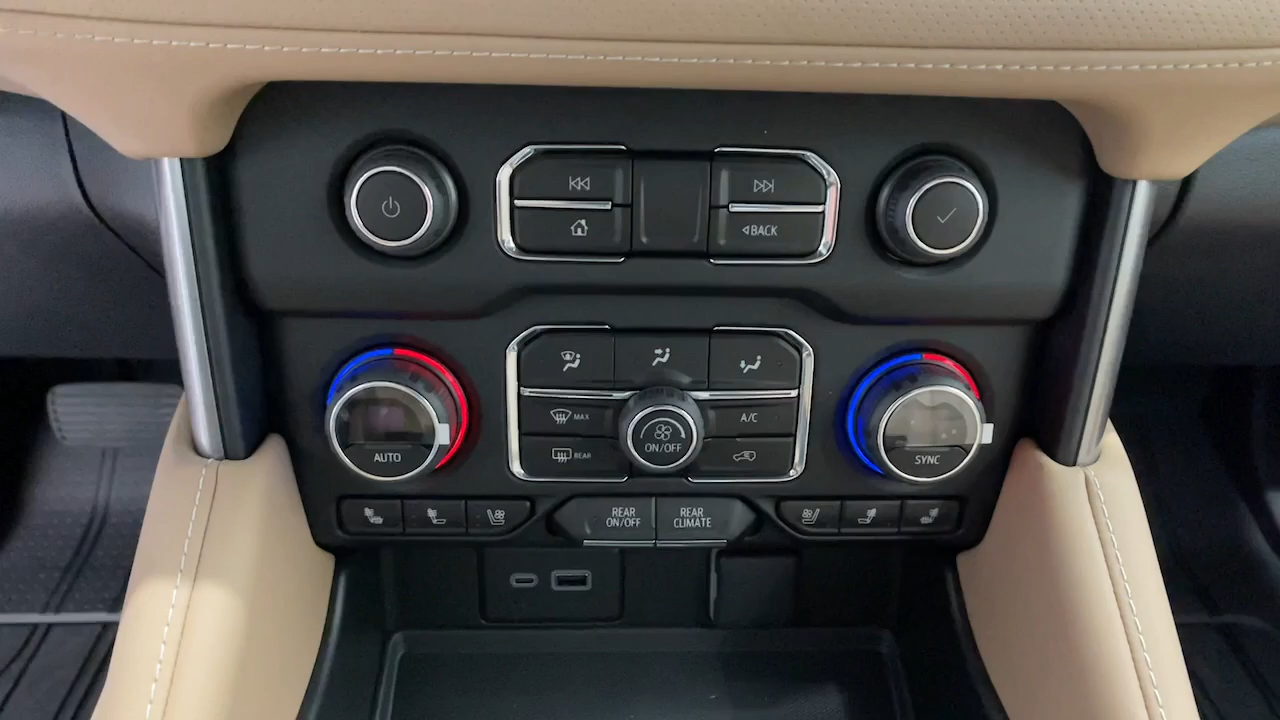 BACK
MAX
A/C
ON/OFF
REAR
AUTO
SYNC
REAR
ON/OFF
REAR
CLIMATE